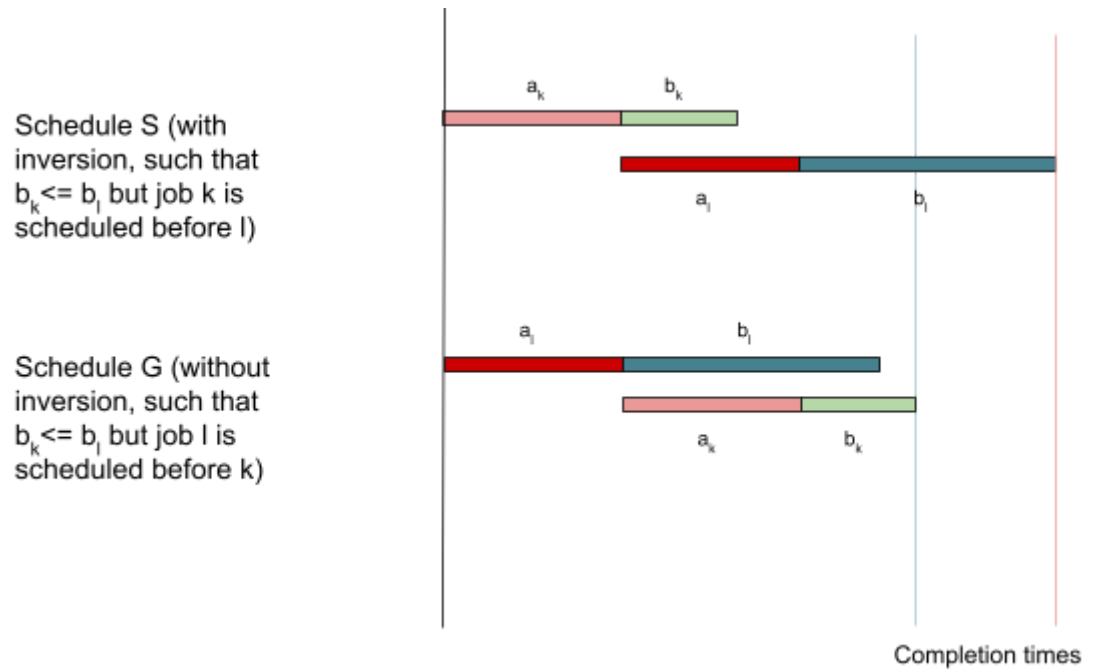 a_k b_k
Schedule S (with
inversion, such that
b_k<= b_l but job k is
scheduled before l)
a_l b_l
a_l b_l
Schedule G (without
inversion, such that
b_k<= b_l but job l is
scheduled before k)
a_k b_k
Completion times